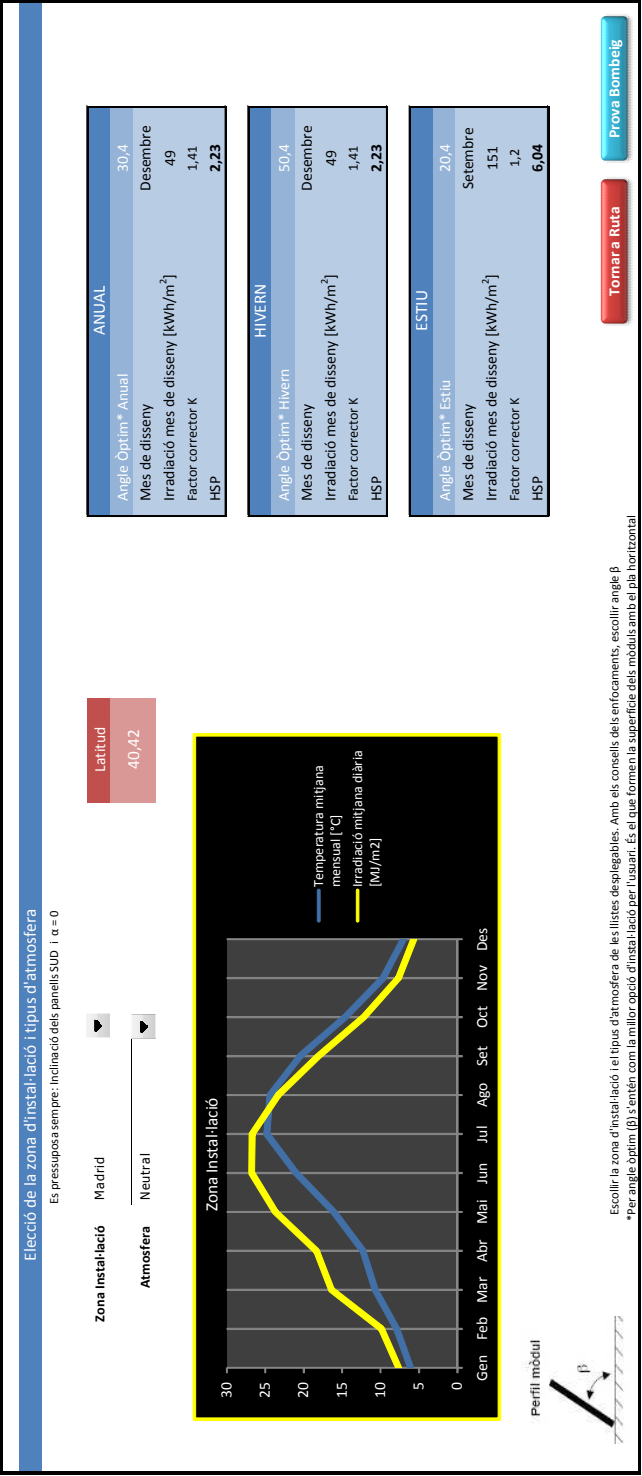 Elecció de la zona d'instal·lació i tipus d'atmosfera
Es pressuposa sempre: Inclinació dels panells SUD i α = 0
Zona Instal·lació Madrid
Atmosfera Neutral
Latitud
40,42
Zona Instal·lació
30
25
20
15
10
5
0
Gen Feb Mar Abr Mai Jun Jul Ago Set Oct Nov Des
Temperatura mitjana
mensual [°C]
Irradiació mitjana diària
[MJ/m2]
ANUAL
Angle Òptim* Anual 30,4
Mes de disseny Desembre
Irradiació mes de disseny [kWh/m²] 49
Factor corrector K 1,41
HSP 2,23
HIVERN
Angle Òptim* Hivern 50,4
Mes de disseny Desembre
Irradiació mes de disseny [kWh/m²] 49
Factor corrector K 1,41
HSP 2,23
ESTIU
Angle Òptim* Estiu 20,4
Mes de disseny Setembre
Irradiació mes de disseny [kWh/m²] 151
Factor corrector K 1,2
HSP 6,04
Perfil mòdul
β
Escollir la zona d'instal·lació i el tipus d'atmosfera de les llistes desplegables. Amb els consells dels enfocaments, escollir angle β
*Per angle òptim (β) s'entén com la millor opció d'instal·lació per l'usuari. És el que formen la superfície dels mòduls amb el pla horitzontal
Tornar a Ruta
Prova Bombeig